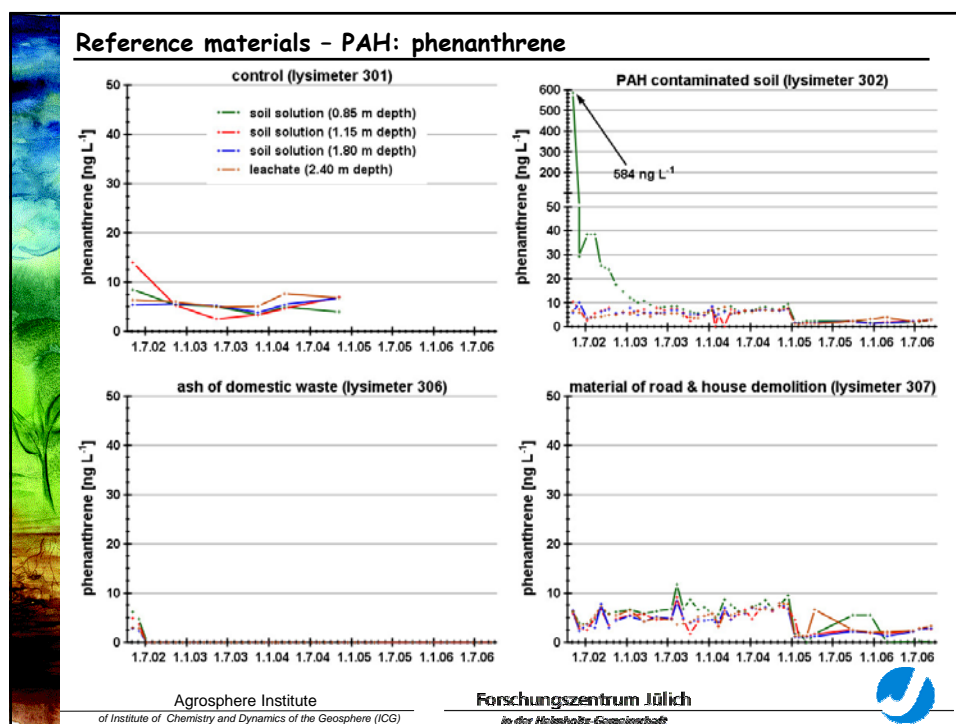 Reference materials – PAH: phenanthrene
control (lysimeter 301)
phenanthrene [ng L-1]
50
40
30
20
10
0
soil solution (0.85 m depth)
soil solution (1.15 m depth)
soil solution (1.80 m depth)
leachate (2.40 m depth)
1.7.02 1.1.03 1.7.03 1.1.04 1.7.04 1.1.05 1.7.05 1.1.06 1.7.06
PAH contaminated soil (lysimeter 302)
phenanthrene [ng L-1]
600
500
400
300
200
50
40
30
20
10
0
584 ng L-1
1.7.02 1.1.03 1.7.03 1.1.04 1.7.04 1.1.05 1.7.05 1.1.06 1.7.06
ash of domestic waste (lysimeter 306)
phenanthrene [ng L-1]
50
40
30
20
10
0
1.7.02 1.1.03 1.7.03 1.1.04 1.7.04 1.1.05 1.7.05 1.1.06 1.7.06
material of road & house demolition (lysimeter 307)
phenanthrene [ng L-1]
50
40
30
20
10
0
1.7.02 1.1.03 1.7.03 1.1.04 1.7.04 1.1.05 1.7.05 1.1.06 1.7.06
Agrosphere Institute
of Institute of Chemistry and Dynamics of the Geosphere (ICG)
Forschungszentrum Jülich
in der Helmholtz-Gemeinschaft